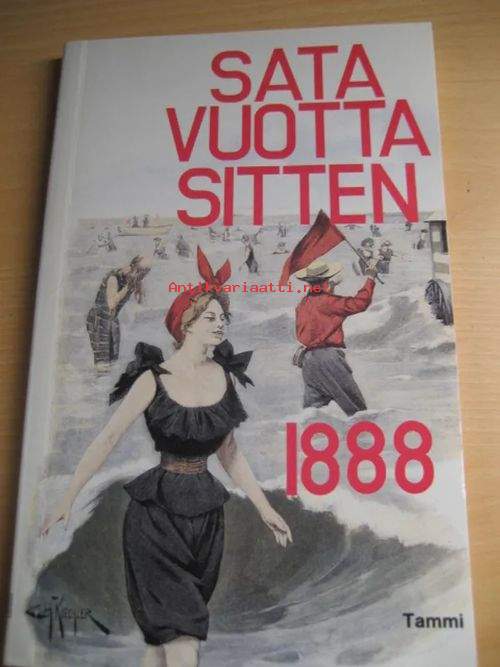 SATA
VUOTTA
SITTEN
Antikvariaatti.net
1888
Tammi